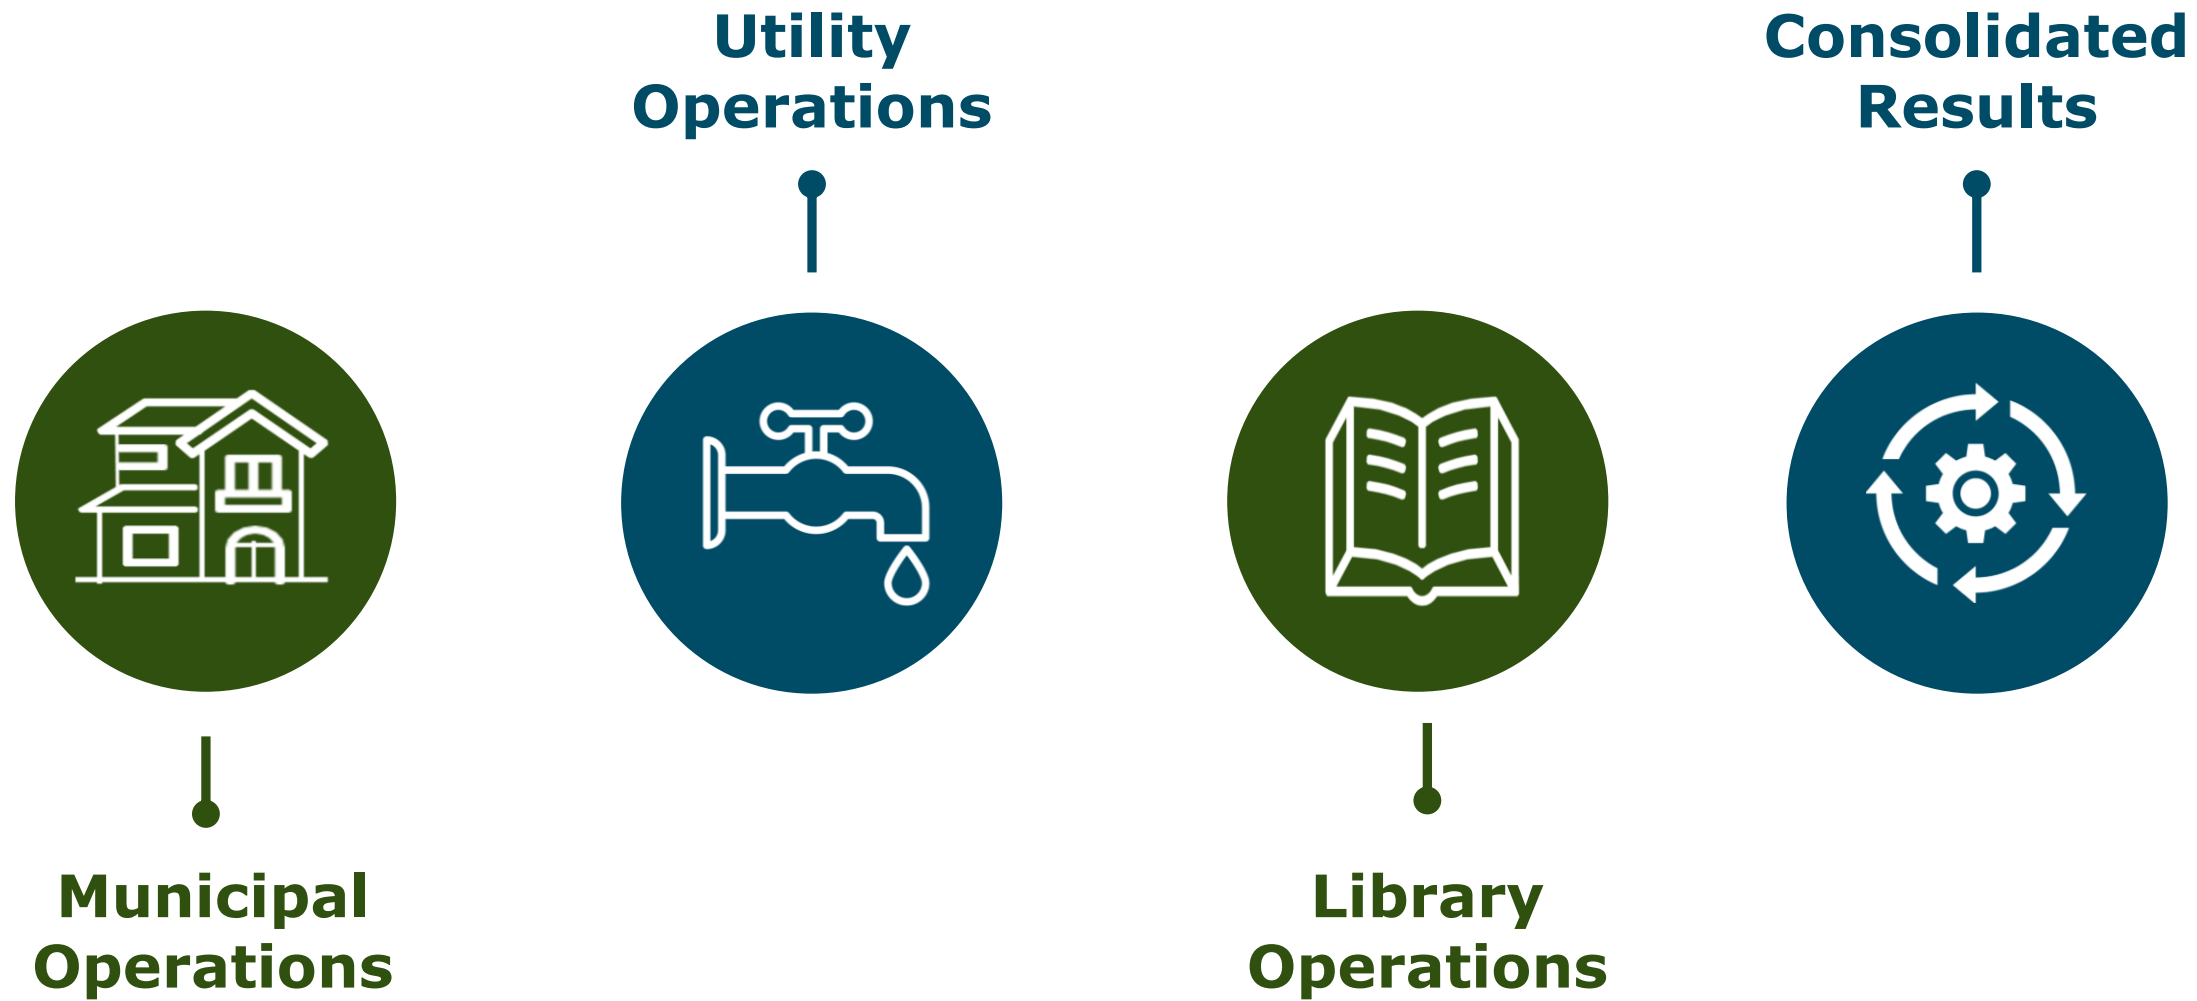 Utility
Operations
Consolidated
Results
Municipal
Operations
Library
Operations